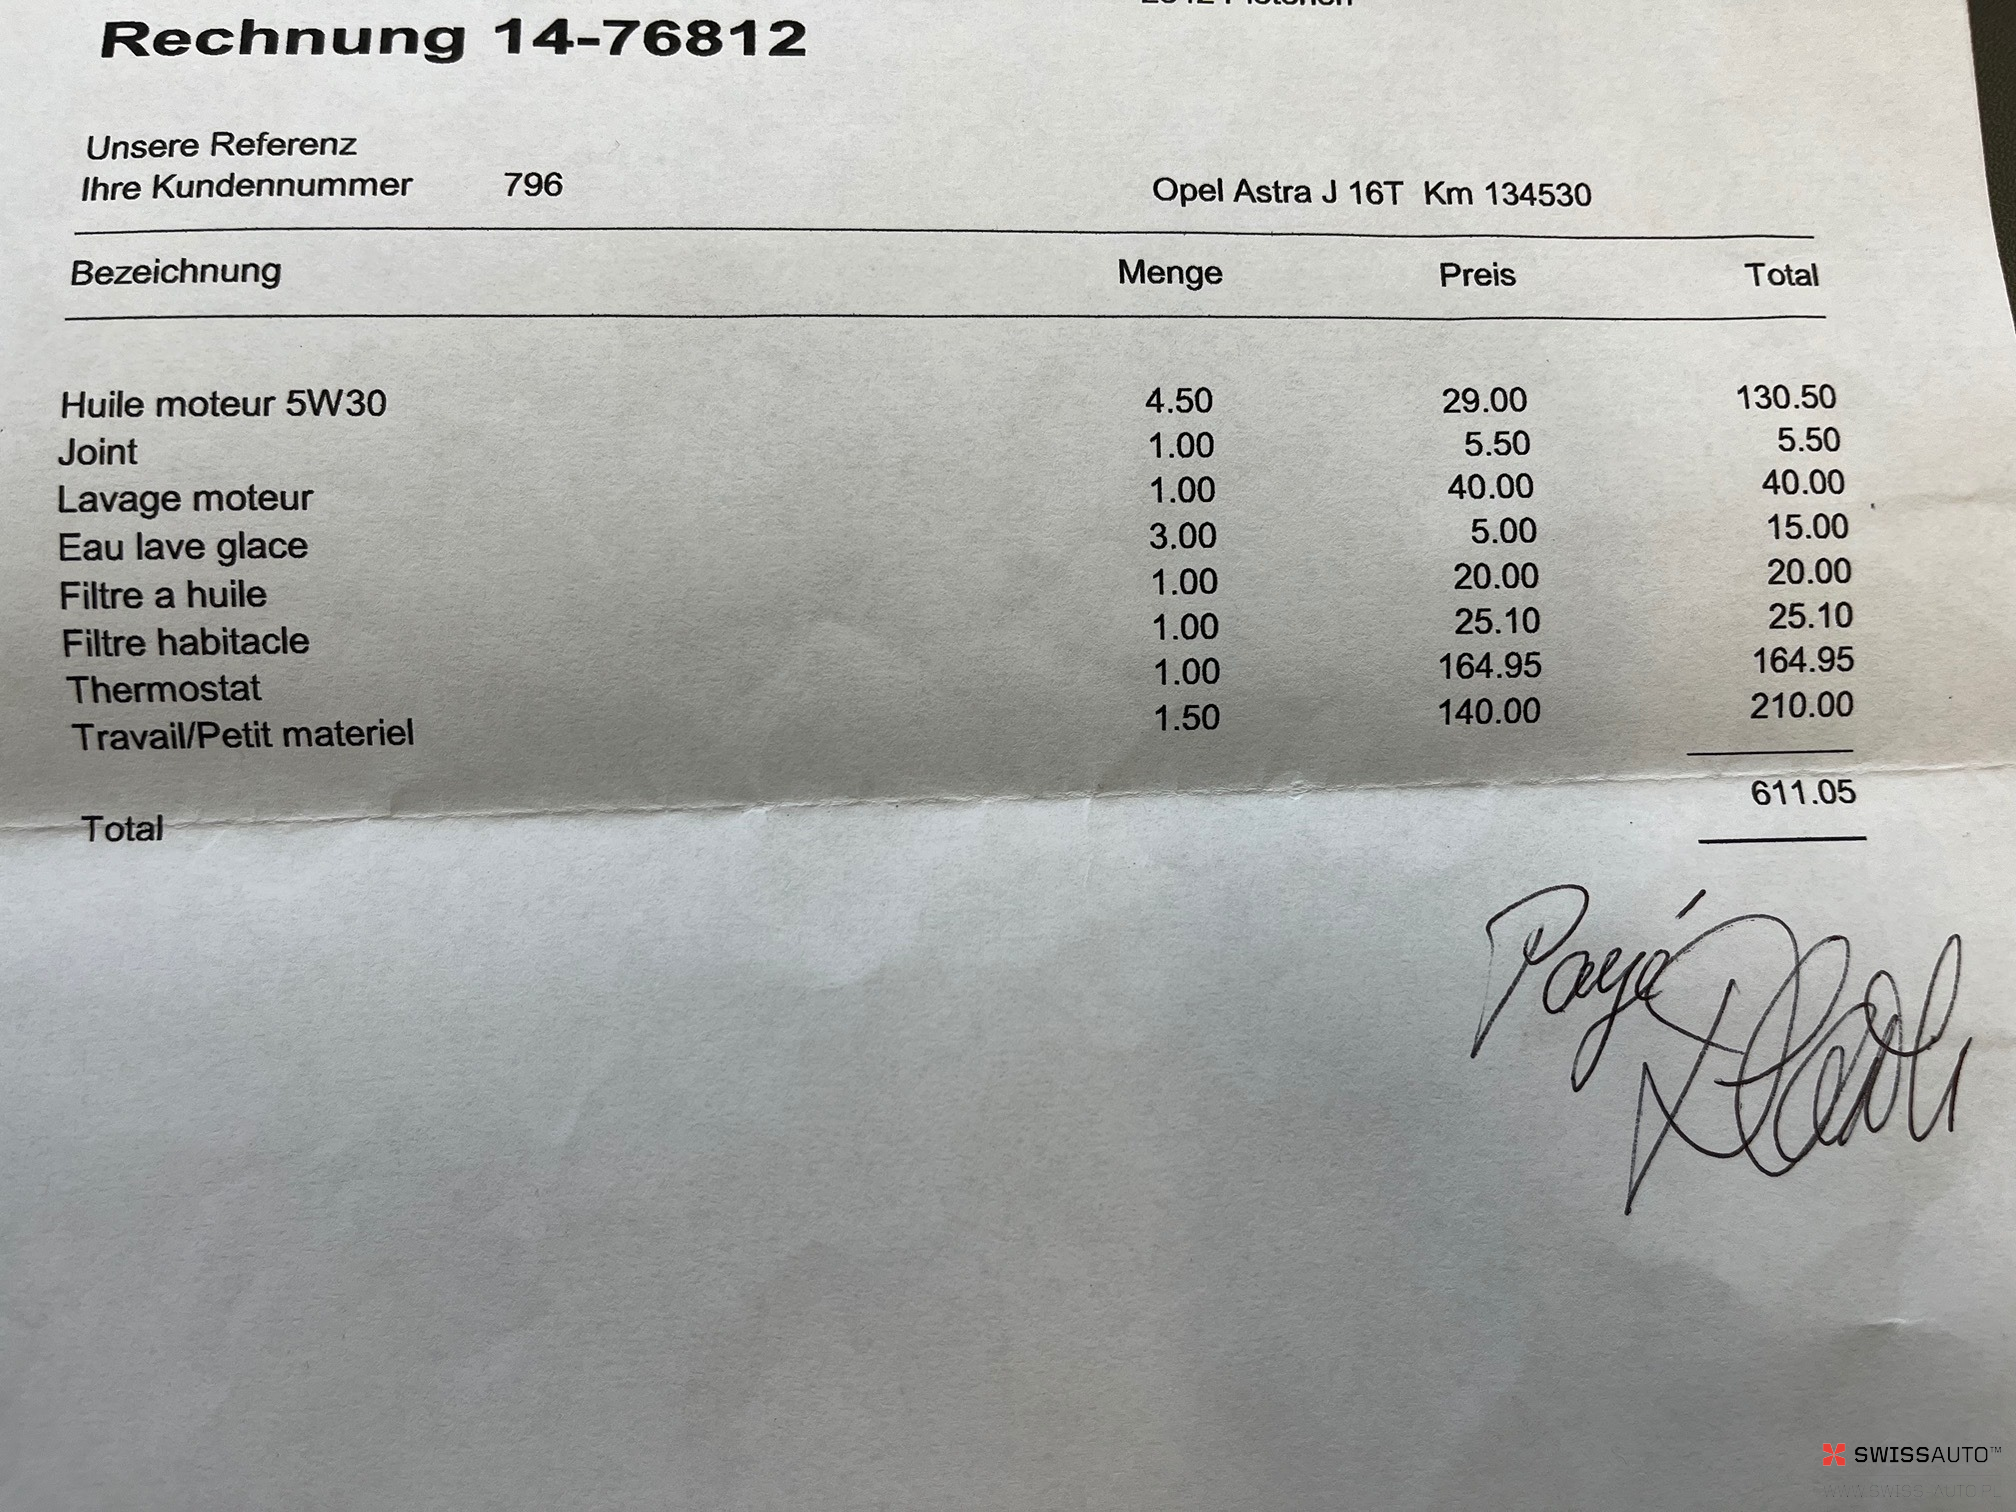 Rechnung 14-76812
Unsere Referenz
Ihre Kundennummer 796 Opel Astra J 16T Km 134530
Bezeichnung Menge Preis Total
Huile moteur 5W30 4.50 29.00 130.50
Joint 1.00 5.50 5.50
Lavage moteur 1.00 40.00 40.00
Eau lave glace 3.00 5.00 15.00
Filtre a huile 1.00 20.00 20.00
Filtre habitacle 1.00 25.10 25.10
Thermostat 1.00 164.95 164.95
Travail/Petit materiel 1.50 140.00 210.00
Total 611.05
Payé
SWISSAUTO™